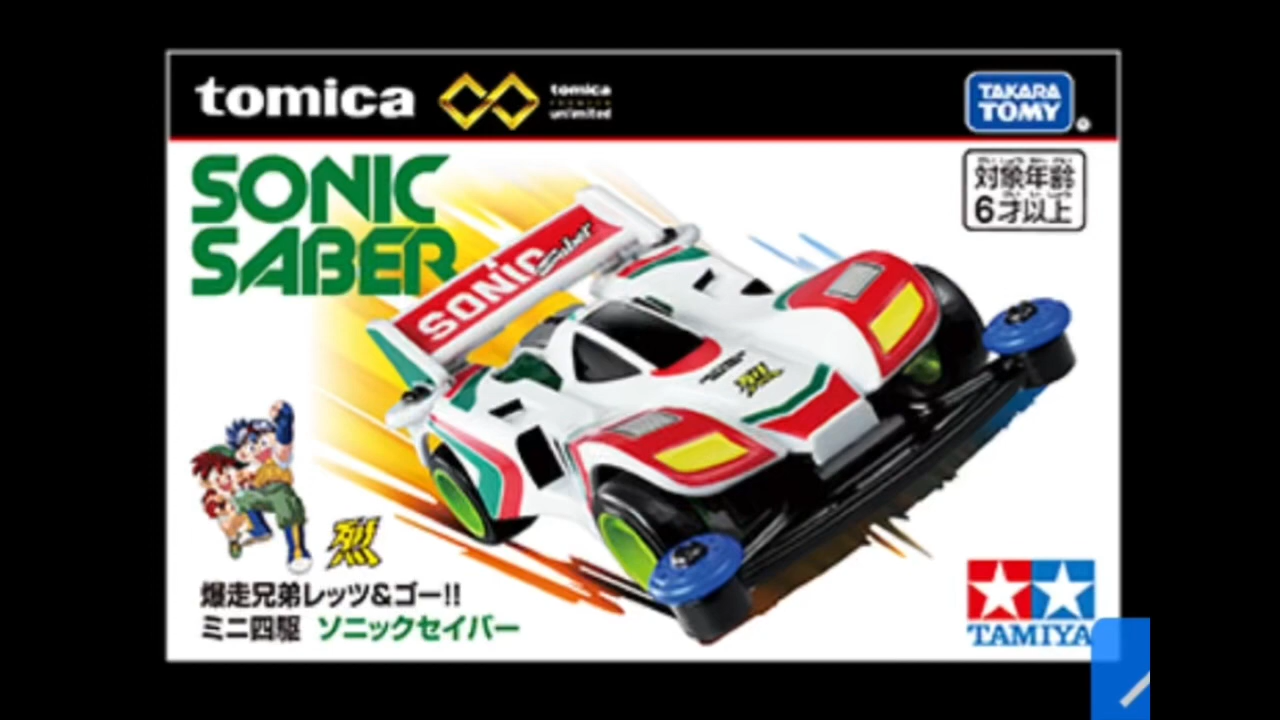 tomica
tomica
unlimited
TAKARA
TOMY
SONIC
SABER
対象年齢
6才以上
SONIC
Saber
烈
烈
爆走兄弟レッツ&ゴー!!
ミニ四駆 ソニックセイバー
TAMIYA